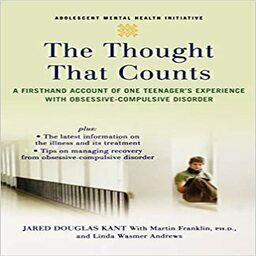 ADOLESCENT MENTAL HEALTH INITIATIVE
The Thought
That Counts
A FIRSTHAND ACCOUNT OF ONE TEENAGER'S EXPERIENCE
WITH OBSESSIVE-COMPULSIVE DISORDER
plus:
• The latest information on
the illness and its treatment
• Tips on managing recovery
from obsessive-compulsive disorder
JARED DOUGLAS KANT With Martin Franklin, PH.D.,
and Linda Wasmer Andrews